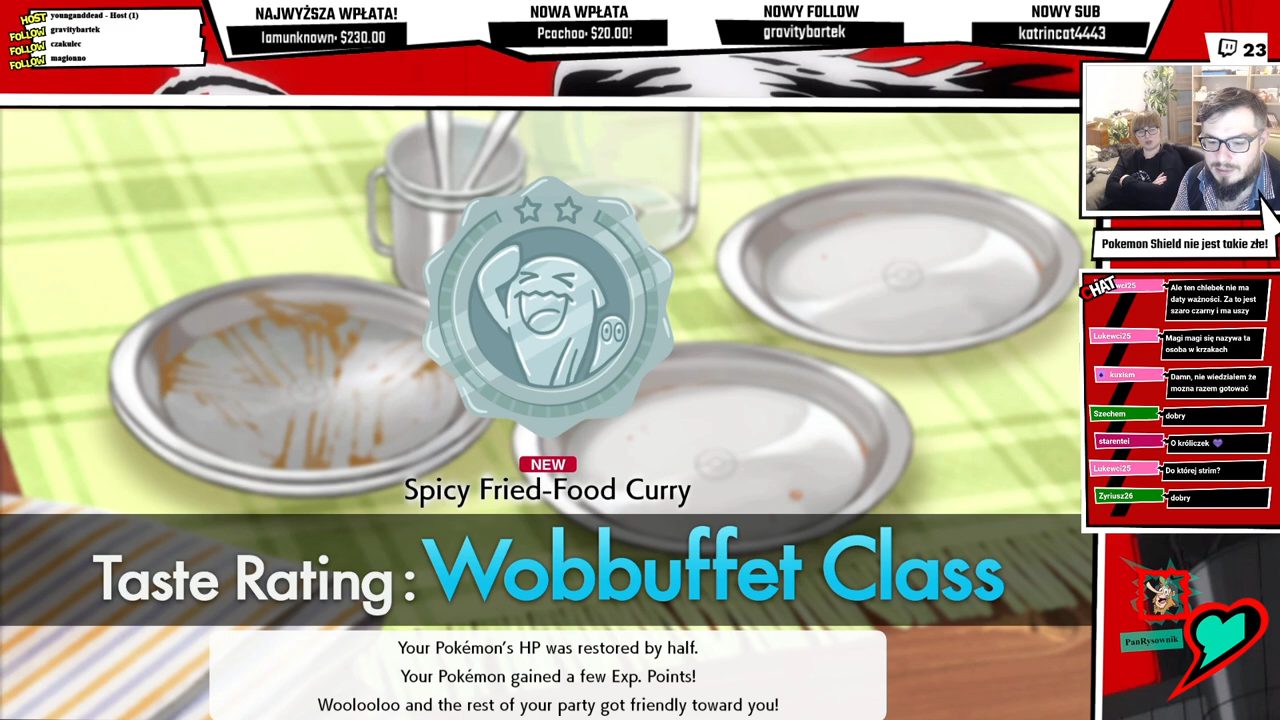 HOST younganddead - Host (1)
FOLLOW gravitybartek
FOLLOW czakulec
FOLLOW magionno
NAJWYŻSZA WPŁATA!
Iamunknown• $230.00
NOWA WPŁATA
Pcachoo• $20.00!
NOWY FOLLOW
gravitybartek
NOWY SUB
katrincat4443
23
Pokemon Shield nie jest takie złe!
CHAT
Ale ten chlebek nie ma
daty ważności. Za to jest
szaro czarny i ma uszy
Lukewci25
Magi magi się nazywa ta
osoba w krzakach
kuxism
Damn, nie wiedziałem że
mozna razem gotować
Szechem
dobry
starentei
O króliczek 💜
Lukewci25
Do której strim?
Zyriusz26
dobry
PanRysownik
NEW
Spicy Fried-Food Curry
Taste Rating: Wobbuffet Class
Your Pokémon's HP was restored by half.
Your Pokémon gained a few Exp. Points!
Woolooloo and the rest of your party got friendly toward you!